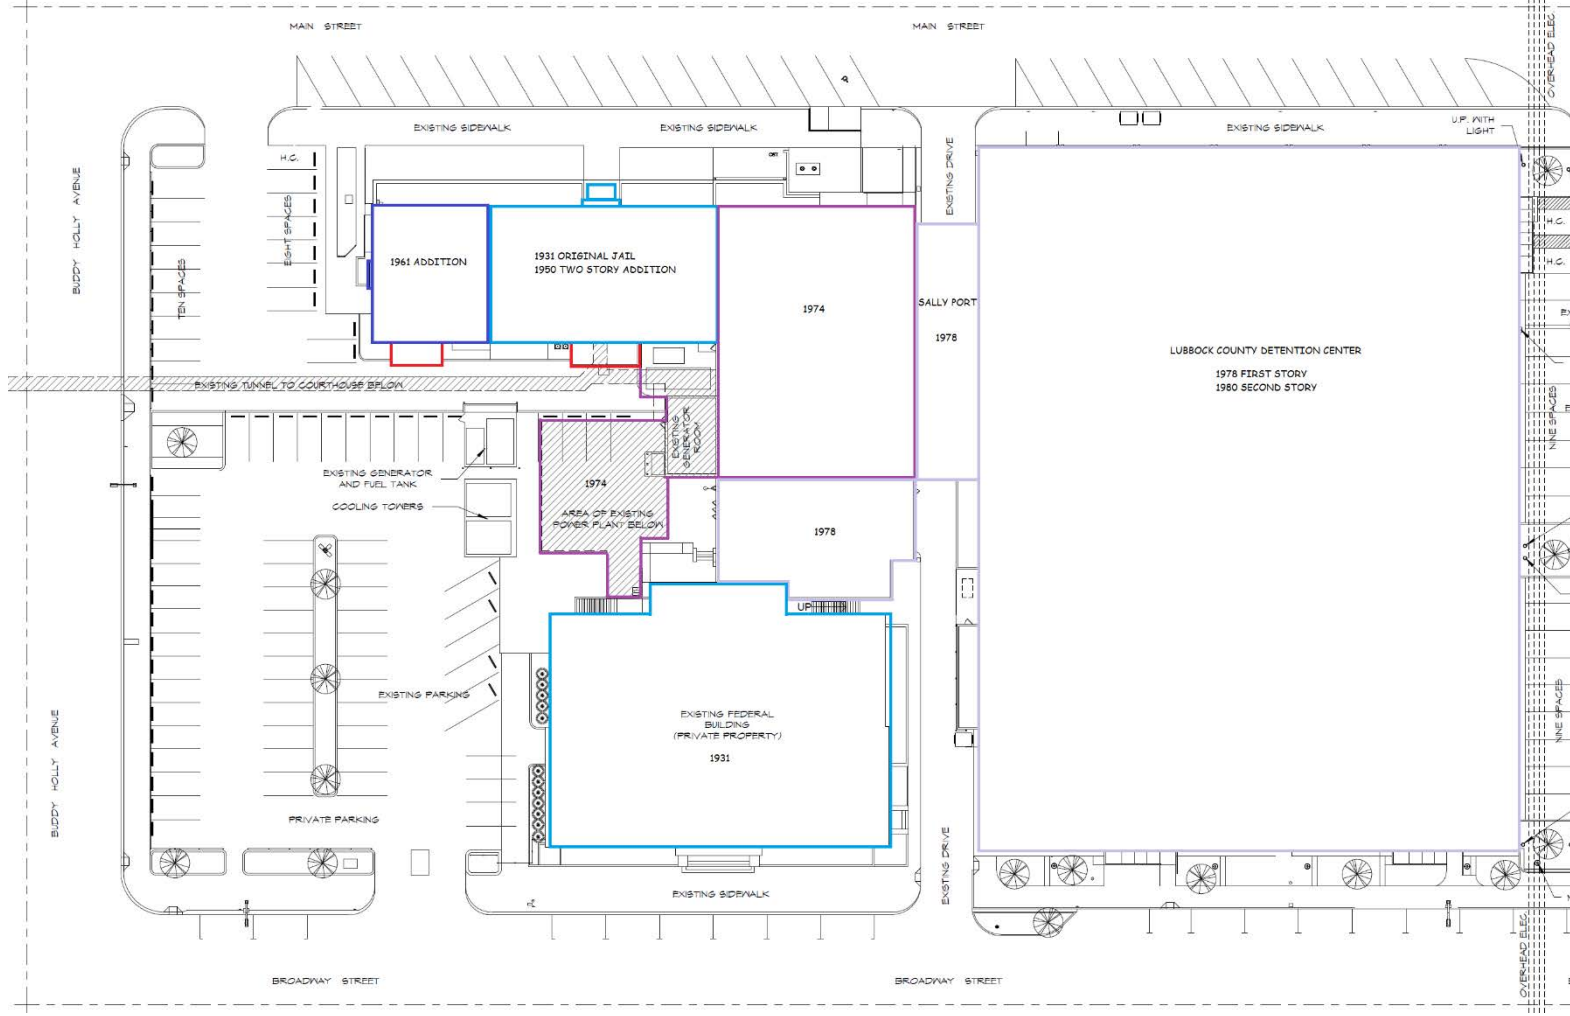 MAIN STREET
MAIN STREET
OVERHEAD ELEC
EXISTING SIDEWALK
EXISTING SIDEWALK
EXISTING SIDEWALK
U.P. WITH
LIGHT
H.C.
EXISTING DRIVE
BUDDY HOLLY AVENUE
TEN SPACES
EIGHT SPACES
H.C.
H.C.
1961 ADDITION
1931 ORIGINAL JAIL
1950 TWO STORY ADDITION
1974
SALLY PORT
1978
LUBBOCK COUNTY DETENTION CENTER
1978 FIRST STORY
1980 SECOND STORY
EXISTING TUNNEL TO COURTHOUSE BELOW
EXISTING
GENERATOR
ROOM
NINE SPACES
EXISTING GENERATOR
AND FUEL TANK
COOLING TOWERS
1974
AREA OF EXISTING
POWER PLANT BELOW
1978
UP
EXISTING PARKING
EXISTING FEDERAL
BUILDING
(PRIVATE PROPERTY)
1931
NINE SPACES
BUDDY HOLLY AVENUE
PRIVATE PARKING
EXISTING DRIVE
EXISTING SIDEWALK
OVERHEAD ELEC
BROADWAY STREET
BROADWAY STREET